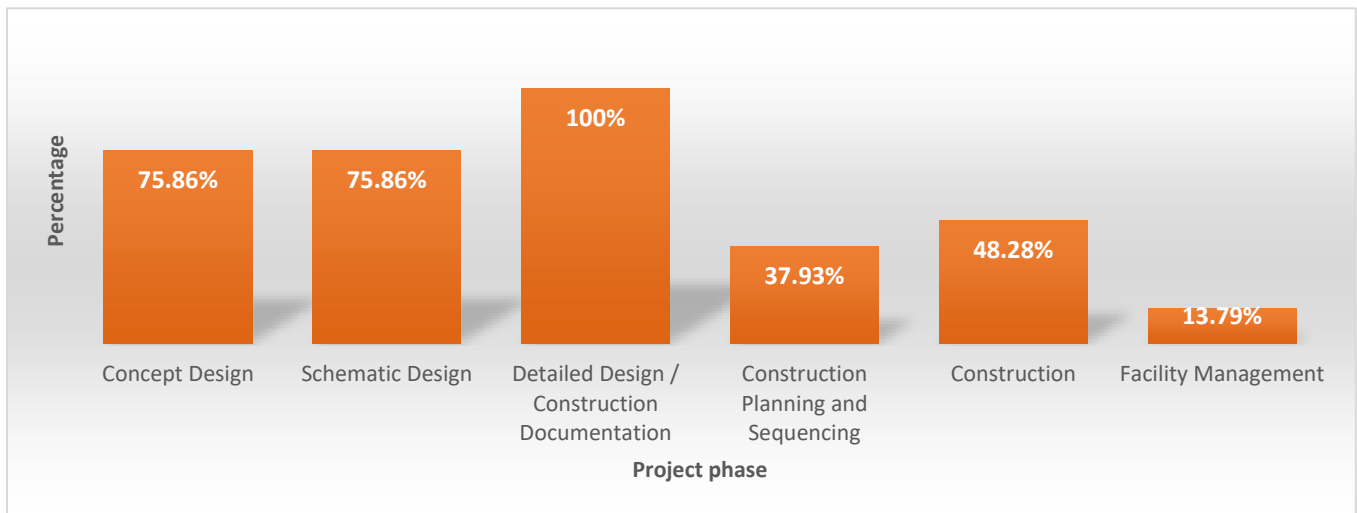 Percentage
100%
75.86%
75.86%
37.93%
48.28%
13.79%
Concept Design
Schematic Design
Detailed Design /
Construction
Documentation
Construction
Planning and
Sequencing
Construction
Facility Management
Project phase